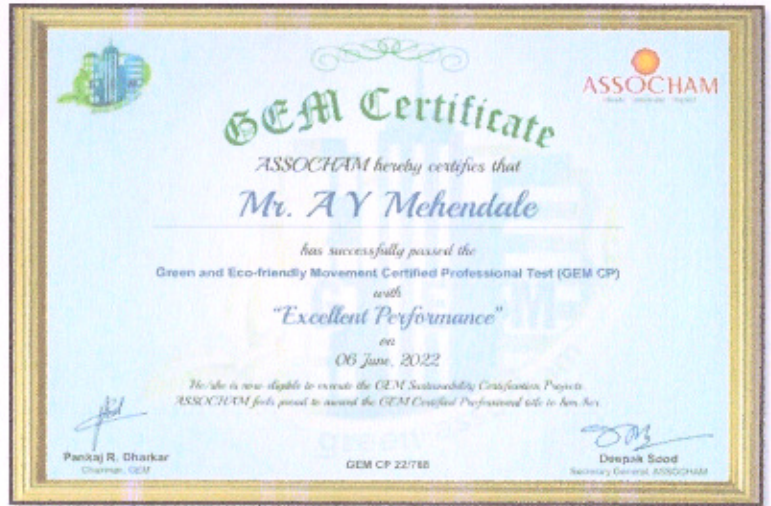 ASSOCHAM
GEM Certificate
ASSOCHAM hereby certifies that
Mr. A Y Mehendale
has successfully passed the
Green and Eco-friendly Movement Certified Professional Test (GEM CP)
with
"Excellent Performance"
on
06 June, 2022
He/she is now eligible to execute the GEM Sustainability Certification Projects.
ASSOCHAM feels proud to award the GEM Certified Professional title to him/her.
Pankaj R. Dharkar
Chairman, GEM
GEM CP 22/788
Deepak Sood
Secretary General, ASSOCHAM